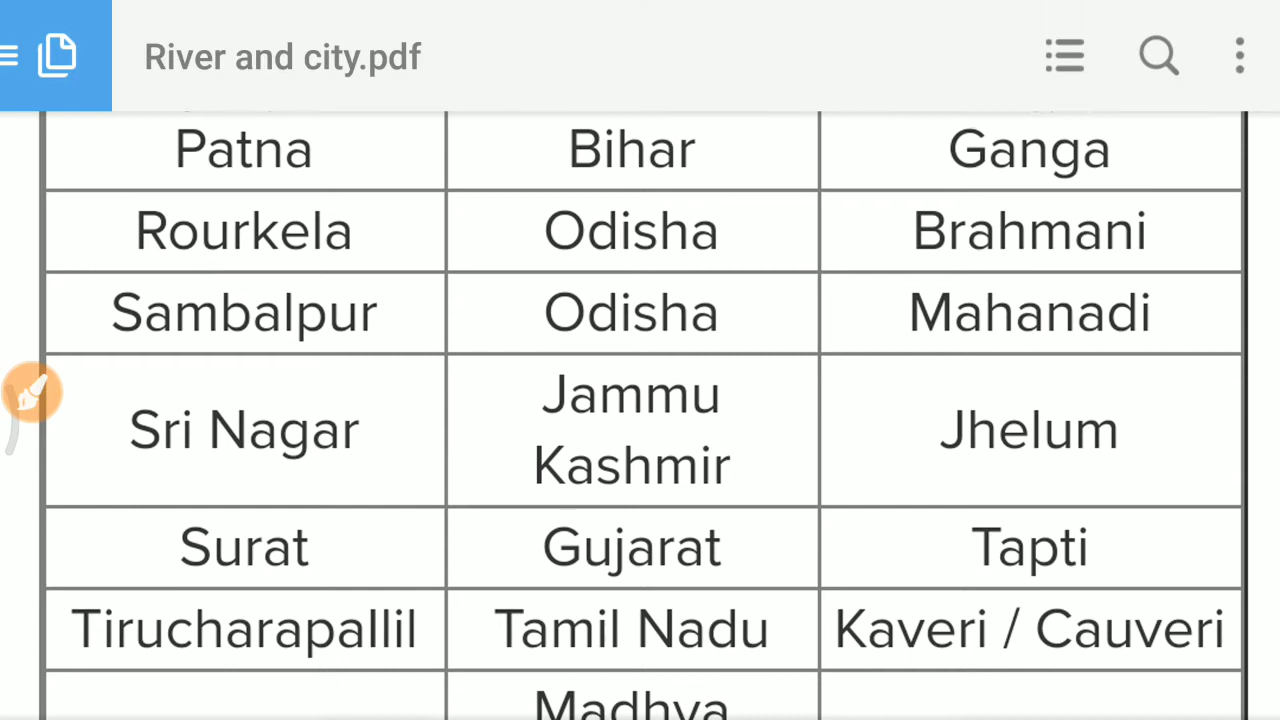 River and city.pdf
Patna Bihar Ganga
Rourkela Odisha Brahmani
Sambalpur Odisha Mahanadi
Jammu
Sri Nagar Jhelum
Kashmir
Surat Gujarat Tapti
Tirucharapallil Tamil Nadu Kaveri / Cauveri
Madhya